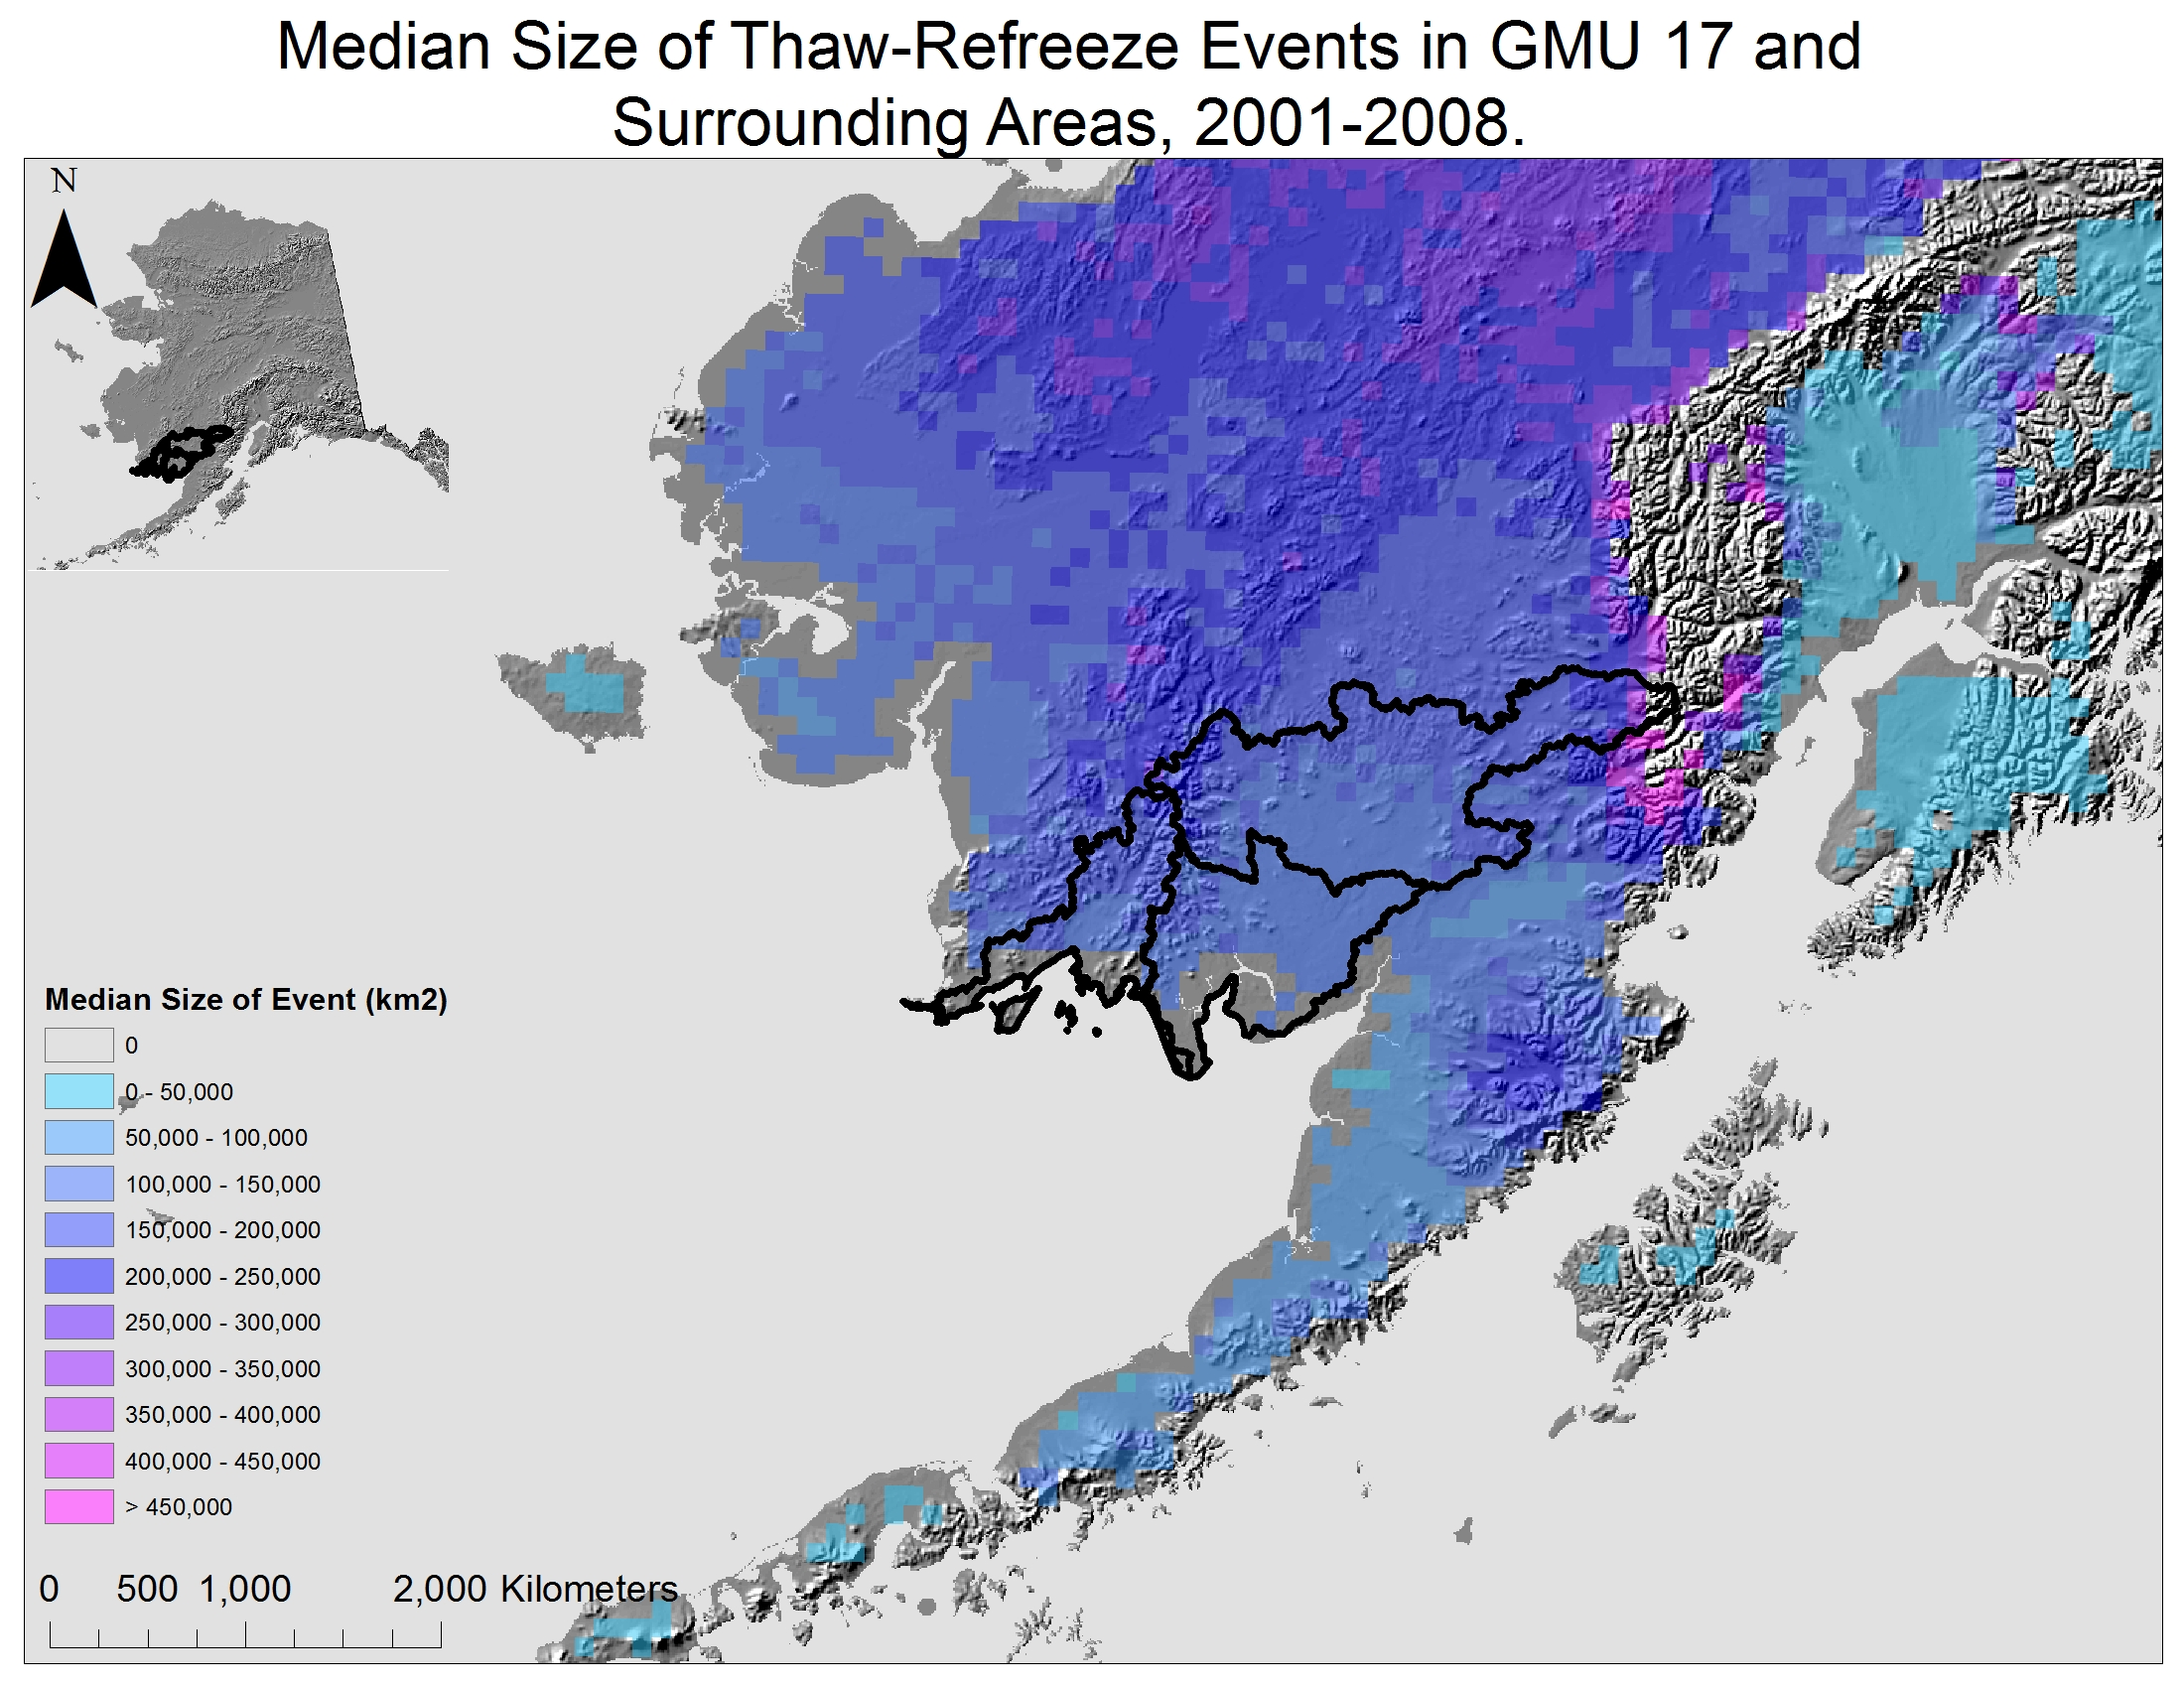 Median Size of Thaw-Refreeze Events in GMU 17 and
Surrounding Areas, 2001-2008.
N
Median Size of Event (km2)
0
0 - 50,000
50,000 - 100,000
100,000 - 150,000
150,000 - 200,000
200,000 - 250,000
250,000 - 300,000
300,000 - 350,000
350,000 - 400,000
400,000 - 450,000
> 450,000
0 500 1,000 2,000 Kilometers